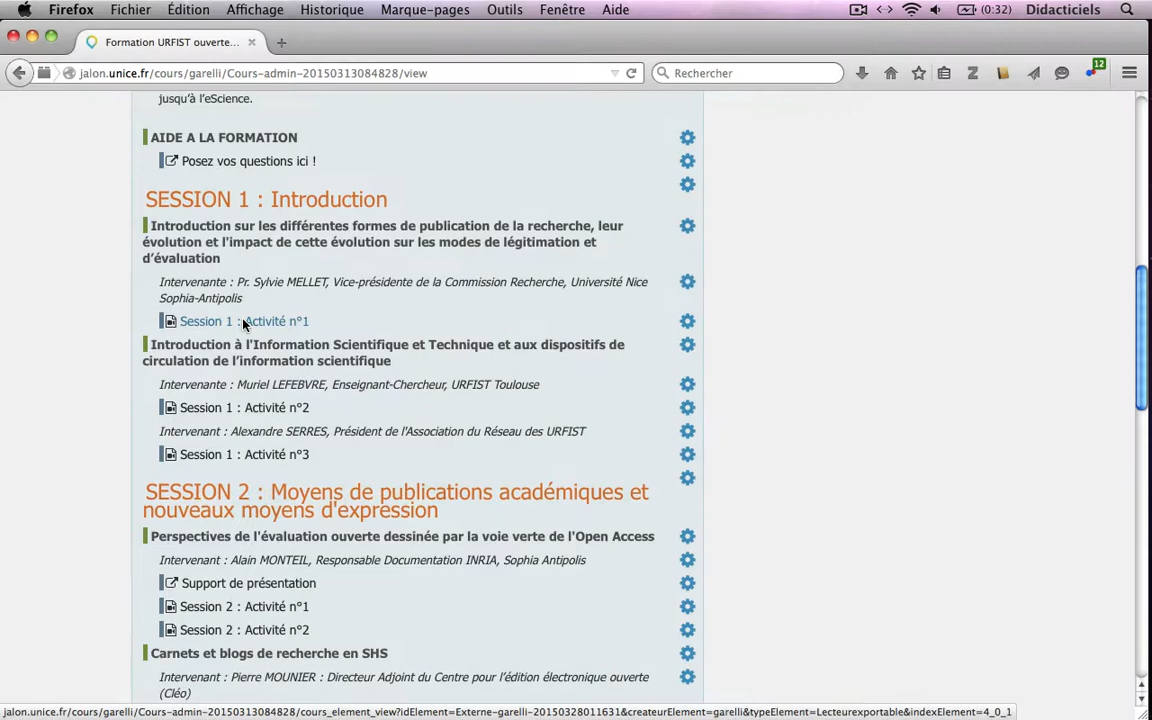 Firefox Fichier Édition Affichage Historique Marque-pages Outils Fenêtre Aide (0:32) Didacticiels
Formation URFIST ouverte...
jalon.unice.fr/cours/garelli/Cours-admin-20150313084828/view Rechercher 12
jusqu'à l'eScience.
AIDE A LA FORMATION
Posez vos questions ici !
SESSION 1 : Introduction
Introduction sur les différentes formes de publication de la recherche, leur
évolution et l'impact de cette évolution sur les modes de légitimation et
d'évaluation
Intervenante : Pr. Sylvie MELLET, Vice-présidente de la Commission Recherche, Université Nice
Sophia-Antipolis
Session 1 : Activité n°1
Introduction à l'Information Scientifique et Technique et aux dispositifs de
circulation de l'information scientifique
Intervenante : Muriel LEFEBVRE, Enseignant-Chercheur, URFIST Toulouse
Session 1 : Activité n°2
Intervenant : Alexandre SERRES, Président de l'Association du Réseau des URFIST
Session 1 : Activité n°3
SESSION 2 : Moyens de publications académiques et
nouveaux moyens d'expression
Perspectives de l'évaluation ouverte dessinée par la voie verte de l'Open Access
Intervenant : Alain MONTEIL, Responsable Documentation INRIA, Sophia Antipolis
Support de présentation
Session 2 : Activité n°1
Session 2 : Activité n°2
Carnets et blogs de recherche en SHS
Intervenant : Pierre MOUNIER : Directeur Adjoint du Centre pour l'édition électronique ouverte
(Cléo)
jalon.unice.fr/cours/garelli/Cours-admin-20150313084828/cours_element_view?idElement=Externe-garelli-20150328011631&createurElement=garelli&typeElement=Lecteurexportable&indexElement=4_0_1